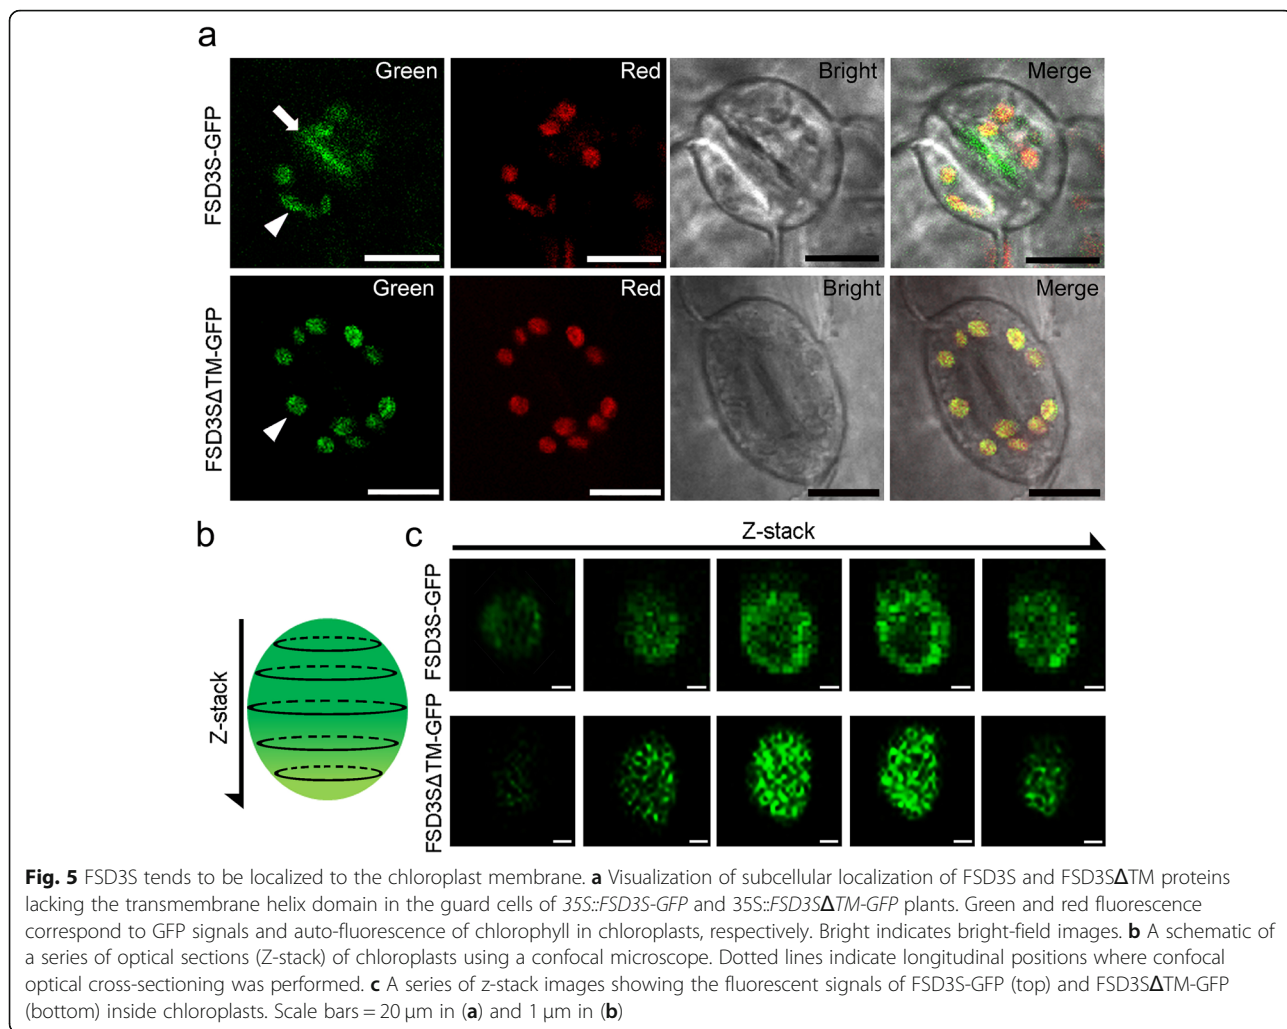 a
Green
Red
Bright
Merge
FSD3S-GFP
Green
Red
Bright
Merge
FSD3SΔTM-GFP
b
Z-stack
c
Z-stack
FSD3S-GFP
FSD3SΔTM-GFP
Fig. 5 FSD3S tends to be localized to the chloroplast membrane. a Visualization of subcellular localization of FSD3S and FSD3SΔTM proteins
lacking the transmembrane helix domain in the guard cells of 35S::FSD3S-GFP and 35S::FSD3SΔTM-GFP plants. Green and red fluorescence
correspond to GFP signals and auto-fluorescence of chlorophyll in chloroplasts, respectively. Bright indicates bright-field images. b A schematic of
a series of optical sections (Z-stack) of chloroplasts using a confocal microscope. Dotted lines indicate longitudinal positions where confocal
optical cross-sectioning was performed. c A series of z-stack images showing the fluorescent signals of FSD3S-GFP (top) and FSD3SΔTM-GFP
(bottom) inside chloroplasts. Scale bars = 20 μm in (a) and 1 μm in (b)